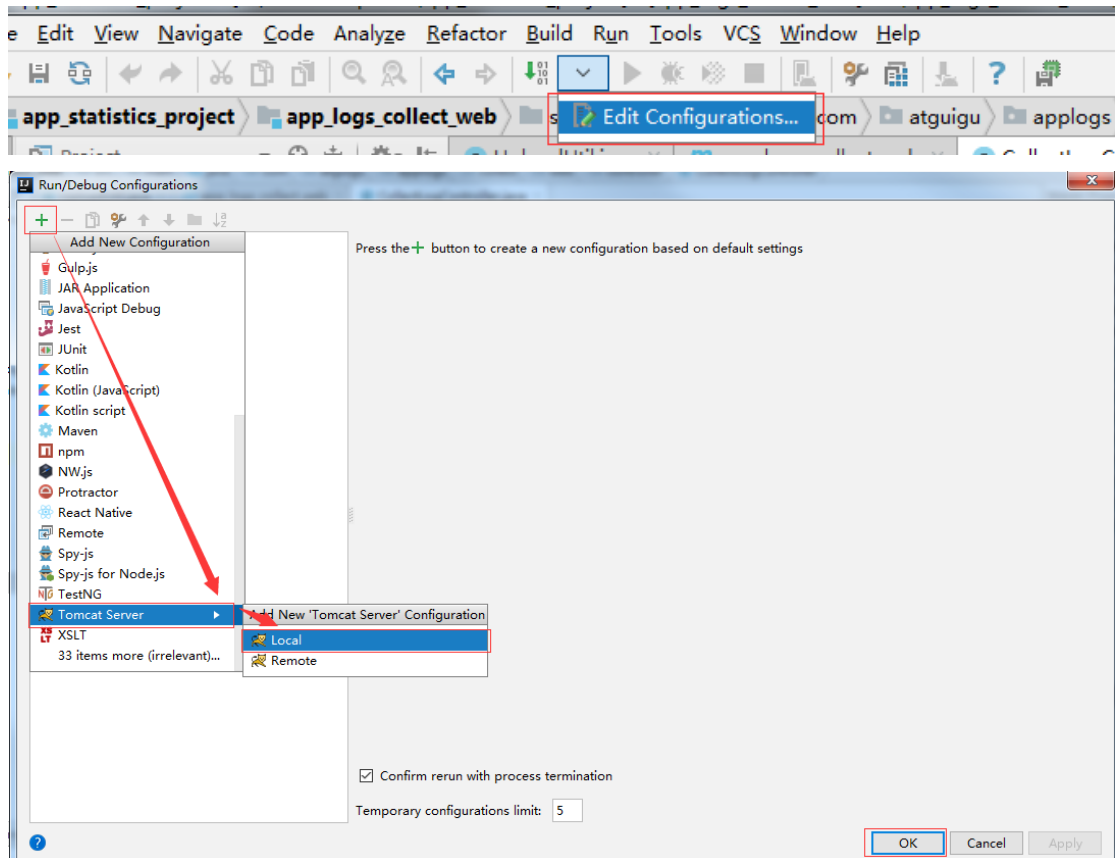 e Edit View Navigate Code Analyze Refactor Build Run Tools VCS Window Help
app_statistics_project app_logs_collect_web s Edit Configurations... com atguigu applogs
Run/Debug Configurations
Add New Configuration
Press the + button to create a new configuration based on default settings
Gulp.js
JAR Application
JavaScript Debug
Jest
JUnit
Kotlin
Kotlin (JavaScript)
Kotlin script
Maven
npm
NW.js
Protractor
React Native
Remote
Spy-js
Spy-js for Node.js
TestNG
Tomcat Server
Add New 'Tomcat Server' Configuration
XSLT
Local
33 items more (irrelevant)...
Remote
Confirm rerun with process termination
Temporary configurations limit: 5
OK Cancel Apply